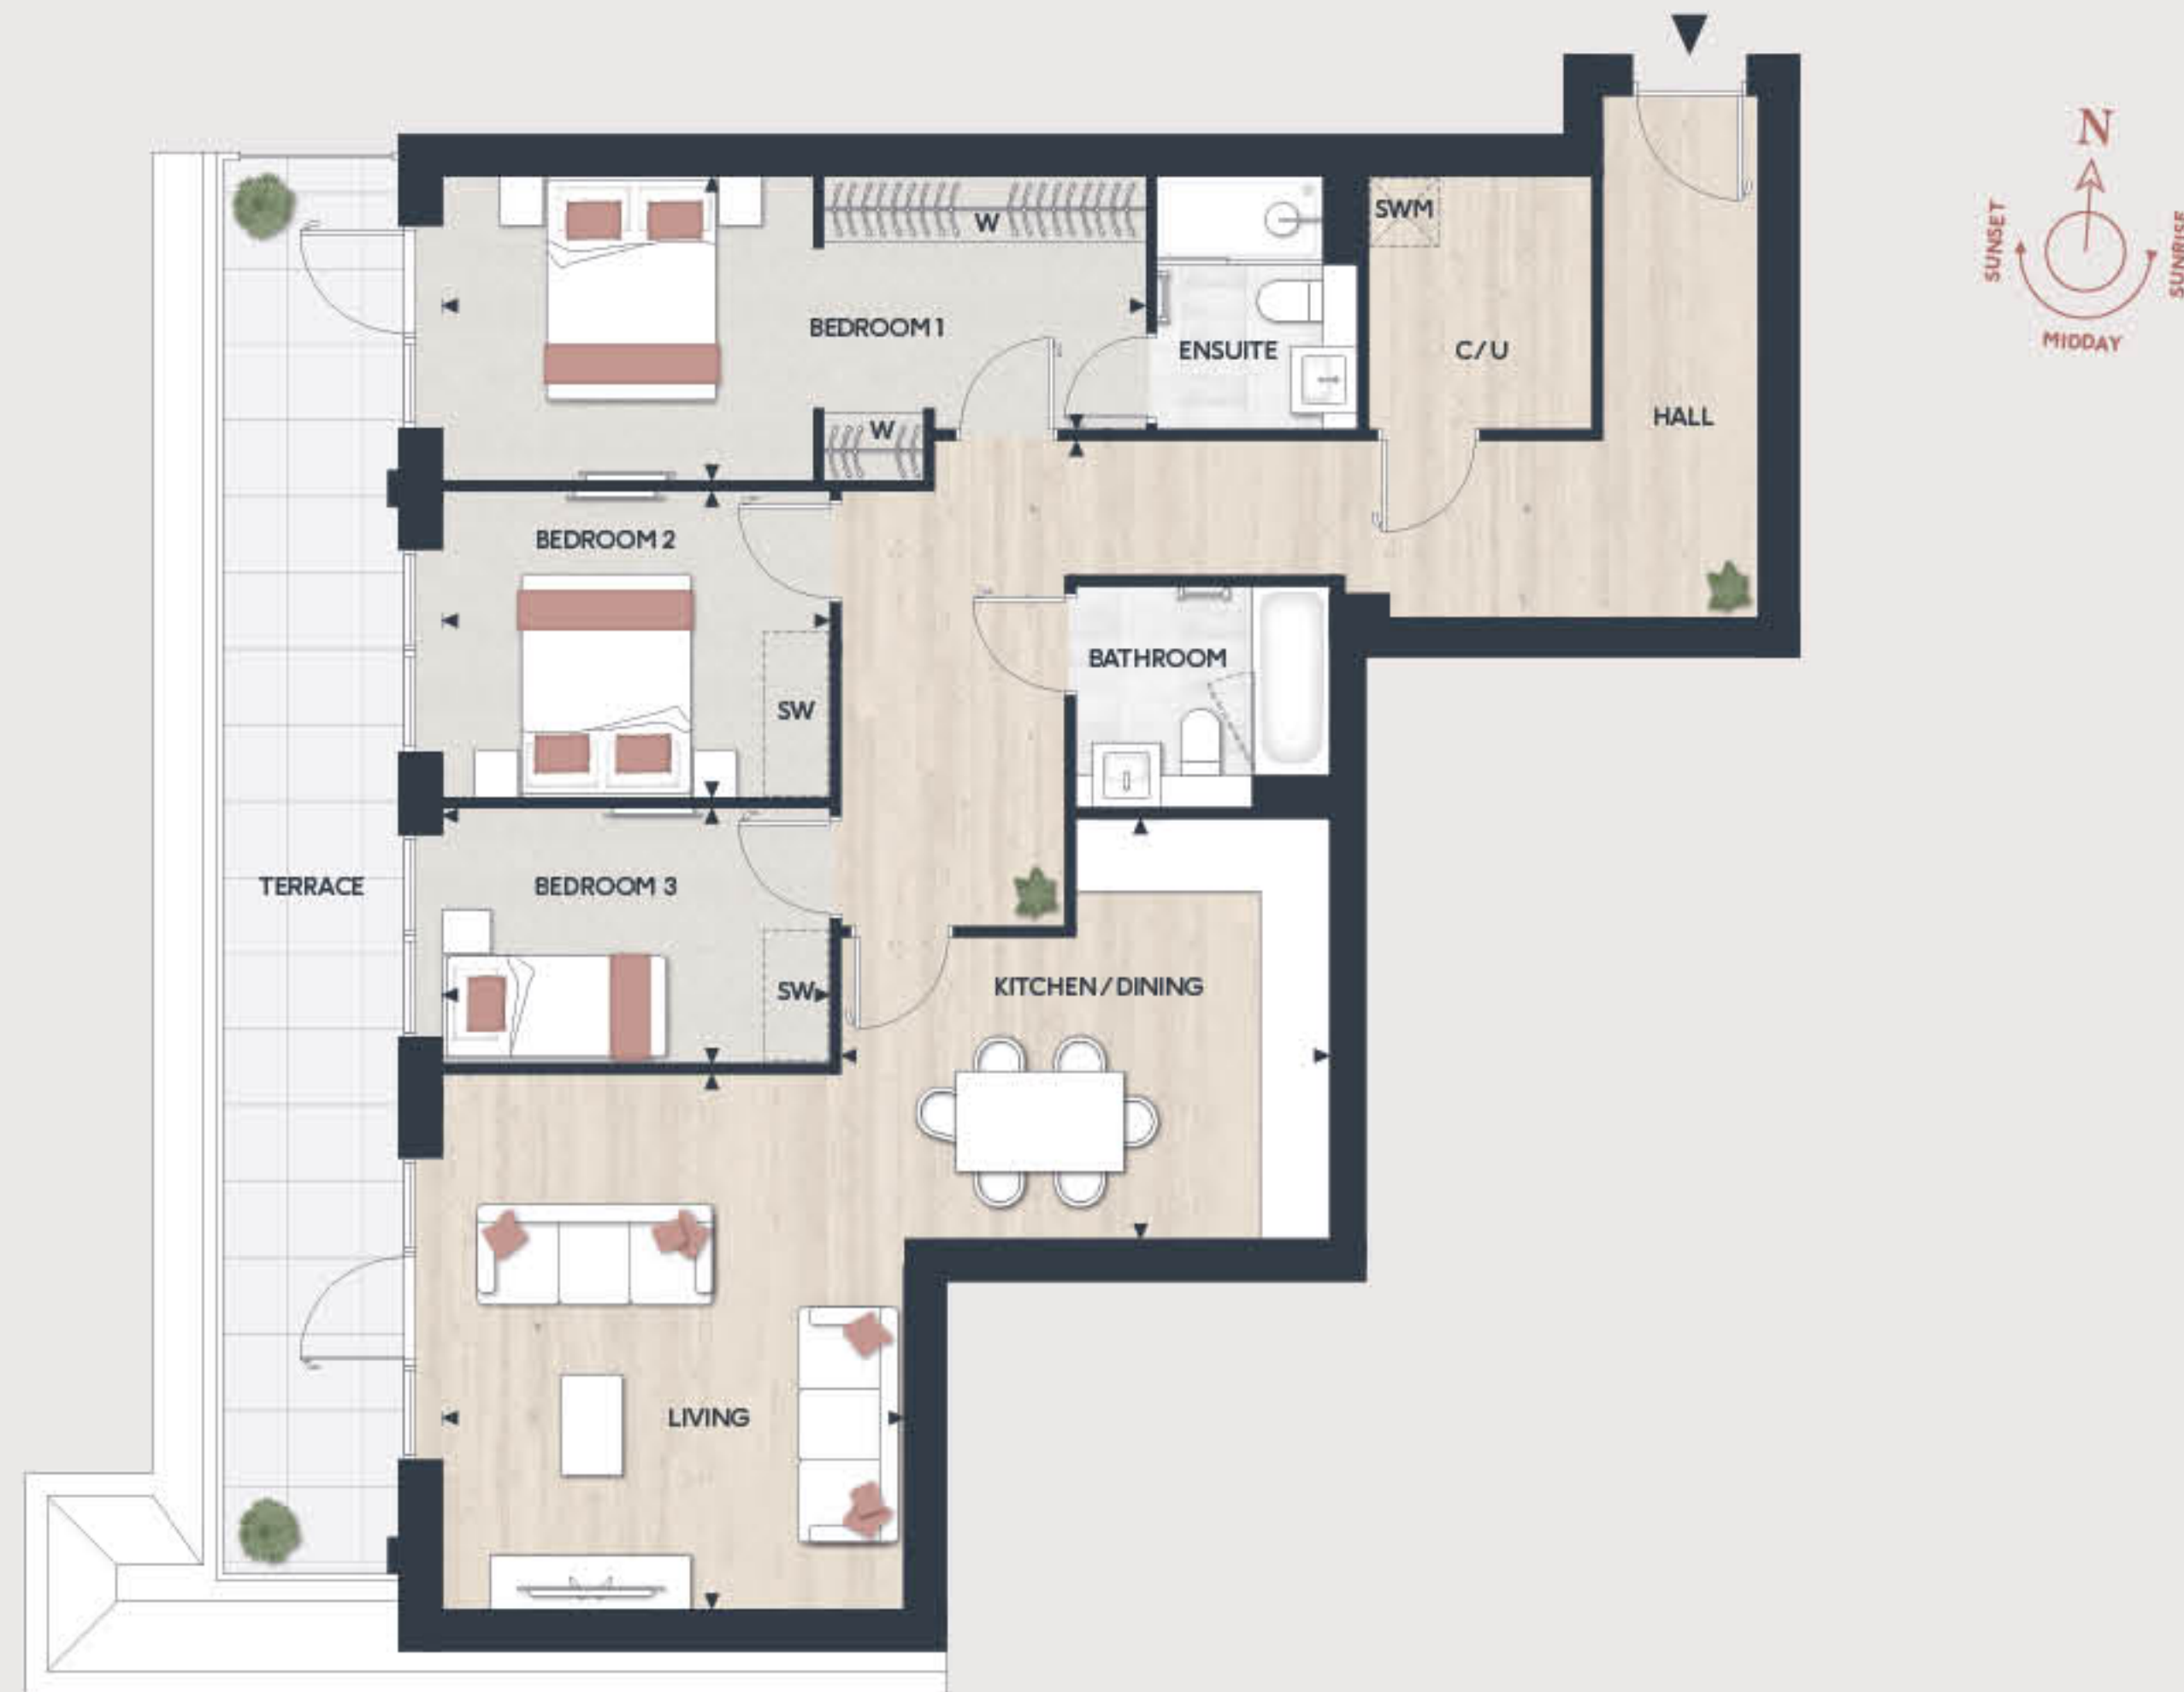 N
SUNSET
SUNRISE
MIDDAY
W
SWM
BEDROOM 1
ENSUITE
C/U
HALL
W
BEDROOM 2
BATHROOM
SW
TERRACE
BEDROOM 3
SW
KITCHEN/DINING
LIVING